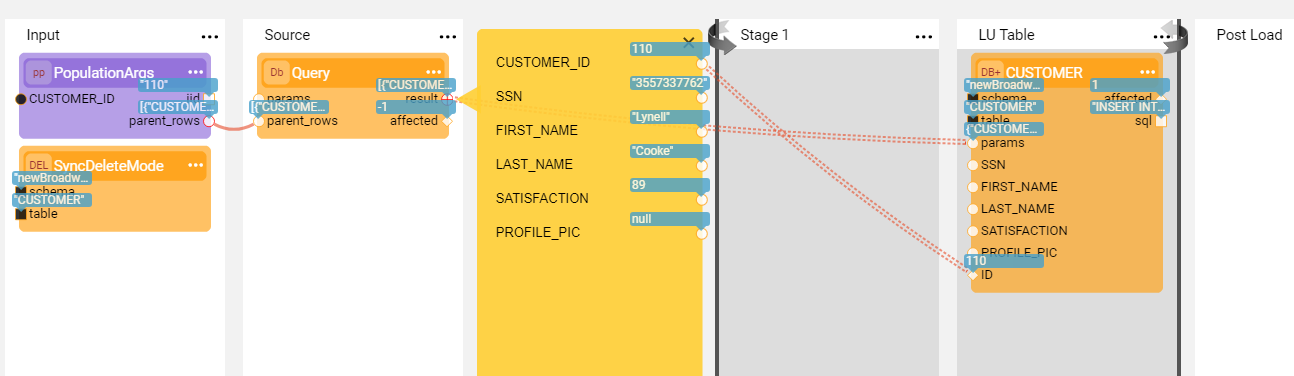 Input
pp PopulationArgs
"110"
CUSTOMER_ID iid
[{"CUSTOME...
parent_rows
DEL SyncDeleteMode
"newBroadw...
schema
"CUSTOMER"
table
Source
Db Query
[{"CUSTOME...
params result
[{"CUSTOME... -1
parent_rows affected
110
CUSTOMER_ID
"3557337762"
SSN
"Lynell"
FIRST_NAME
"Cooke"
LAST_NAME
89
SATISFACTION
null
PROFILE_PIC
Stage 1
LU Table
DB+ CUSTOMER
"newBroadw... 1
schema affected
"CUSTOMER" "INSERT INT...
table sql
{"CUSTOME...
params
SSN
FIRST_NAME
LAST_NAME
SATISFACTION
PROFILE_PIC
110
ID
Post Load